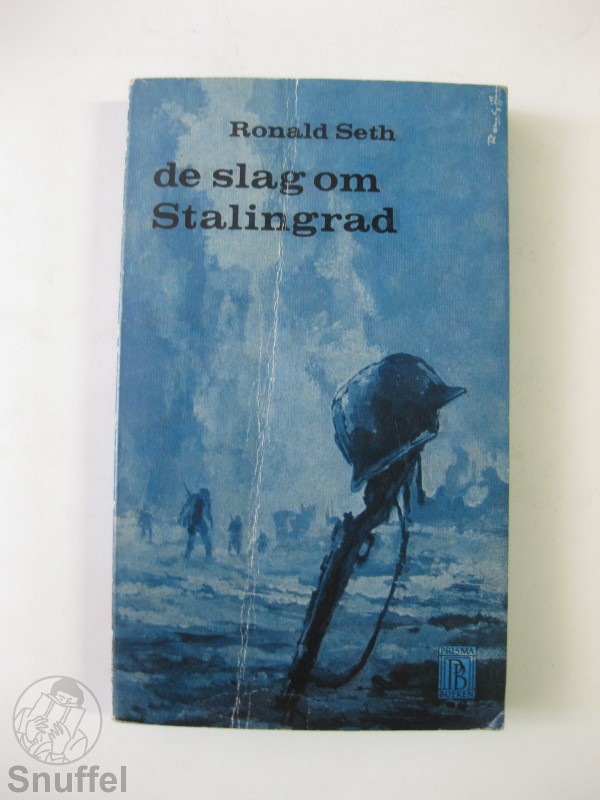 Ronald Seth
de slag om
Stalingrad
PRISMA
PB
BOEKEN
Snuffel